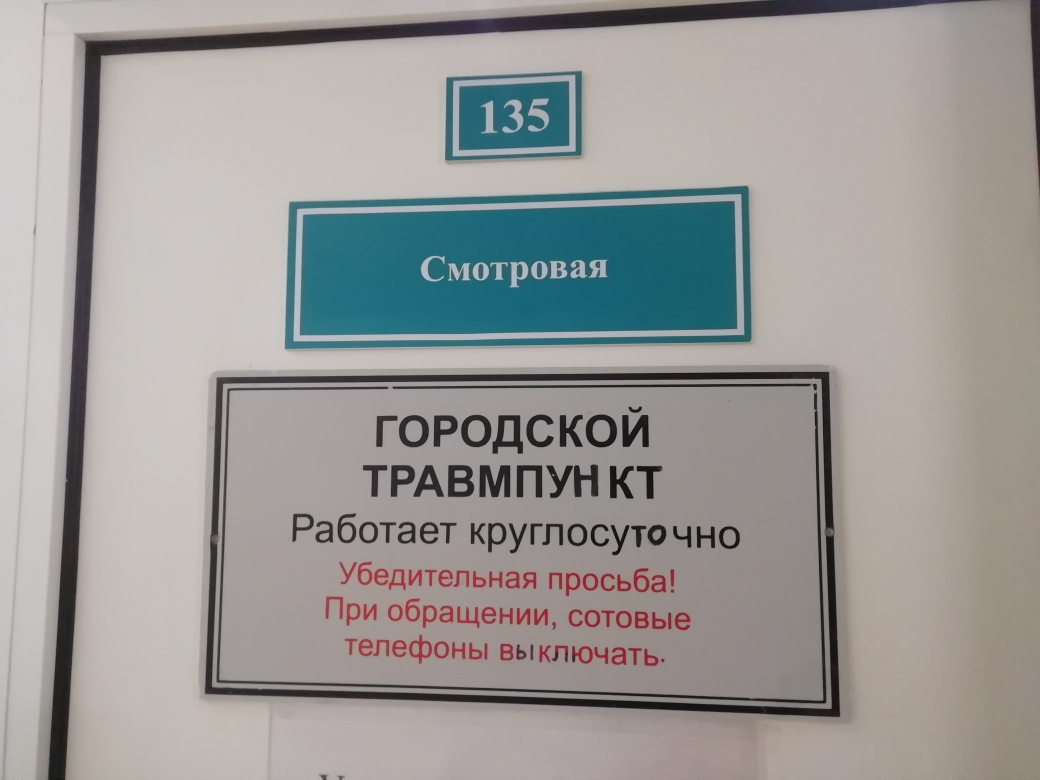 135
Смотровая
ГОРОДСКОЙ
ТРАВМПУНКТ
Работает круглосуточно
Убедительная просьба!
При обращении, сотовые
телефоны выключать.